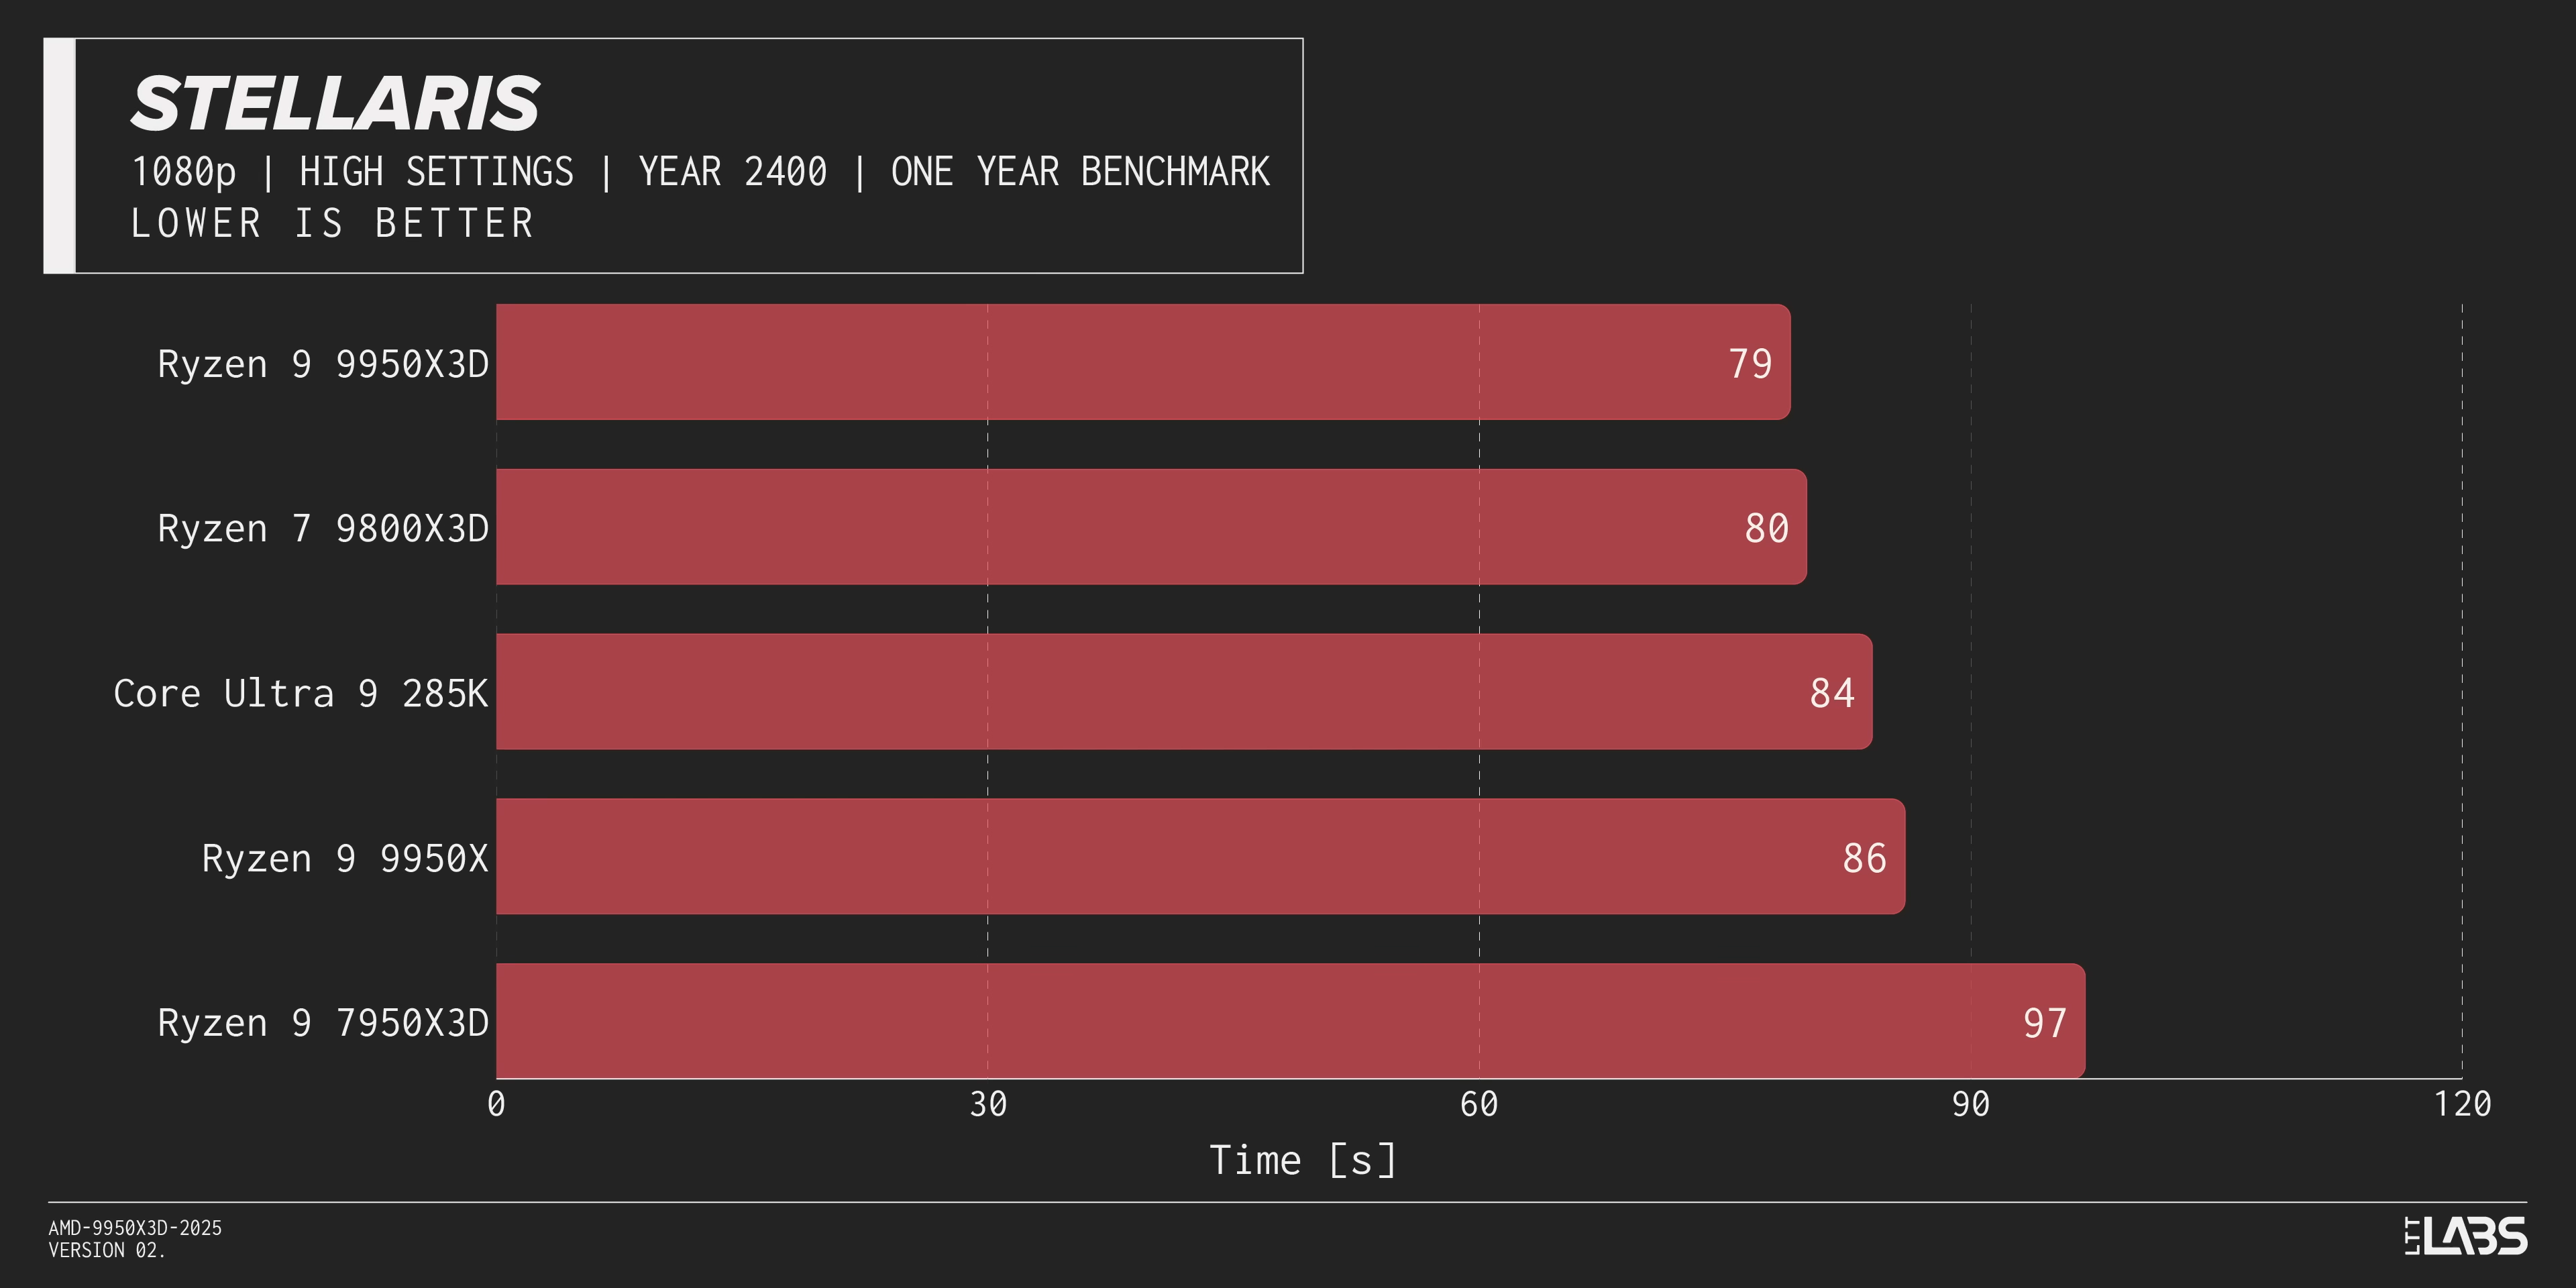 STELLARIS
1080p | HIGH SETTINGS | YEAR 2400 | ONE YEAR BENCHMARK
LOWER IS BETTER
Ryzen 9 9950X3D
79
Ryzen 7 9800X3D
80
Core Ultra 9 285K
84
Ryzen 9 9950X
86
Ryzen 9 7950X3D
97
0 30 60 90 120
Time [s]
AMD-9950X3D-2025
VERSION 02.
LTT LABS